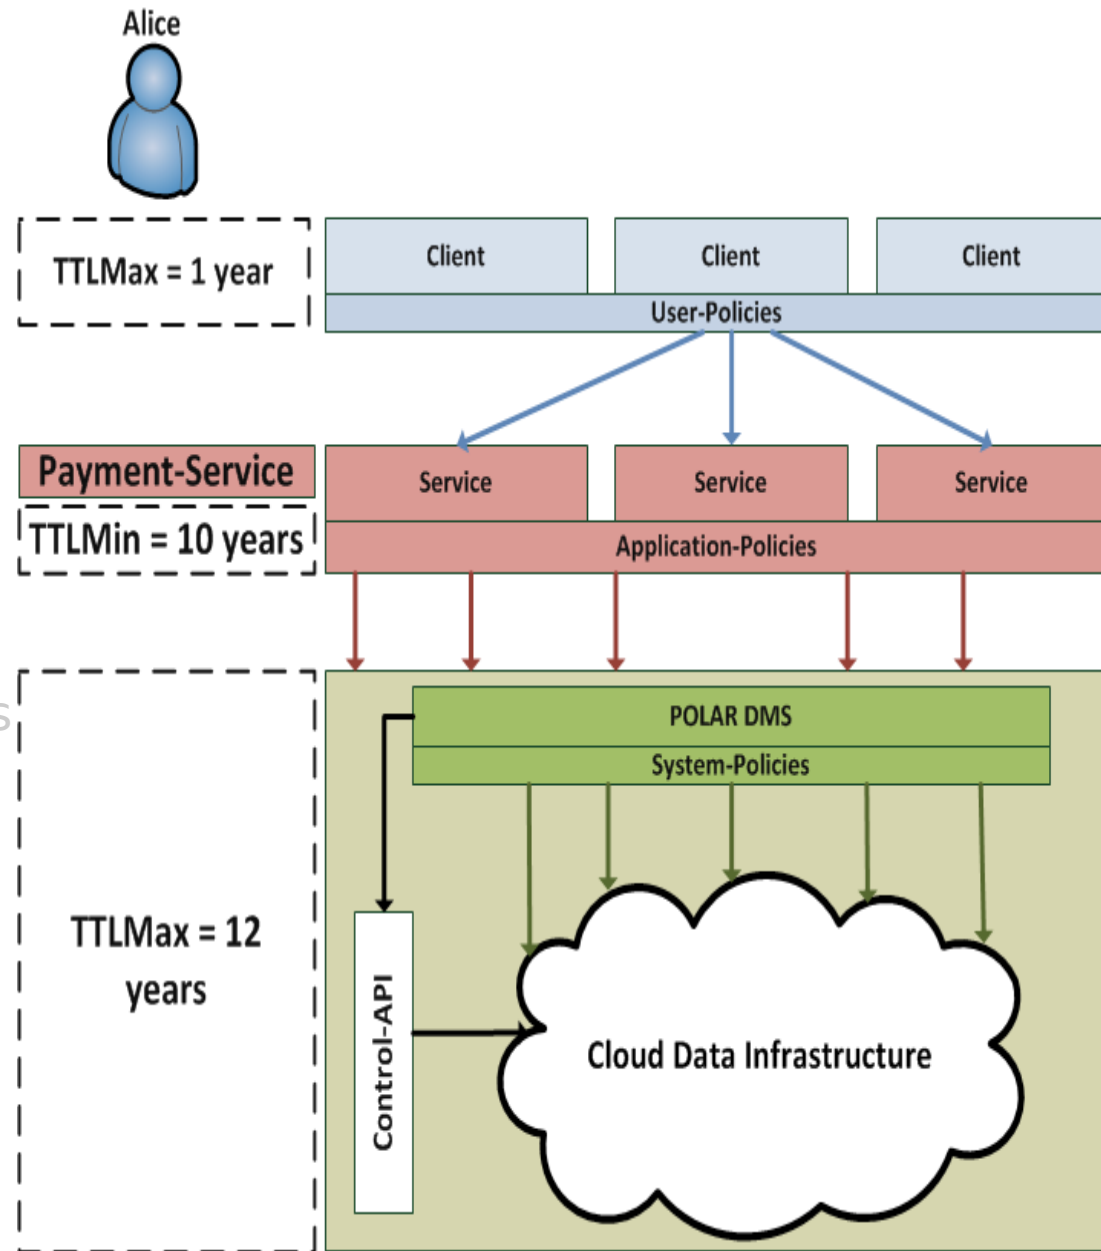 Alice
TTLMax = 1 year
Client
Client
Client
User-Policies
Payment-Service
TTLMin = 10 years
Service
Service
Service
Application-Policies
s
TTLMax = 12
years
POLAR DMS
System-Policies
Control-API
Cloud Data Infrastructure